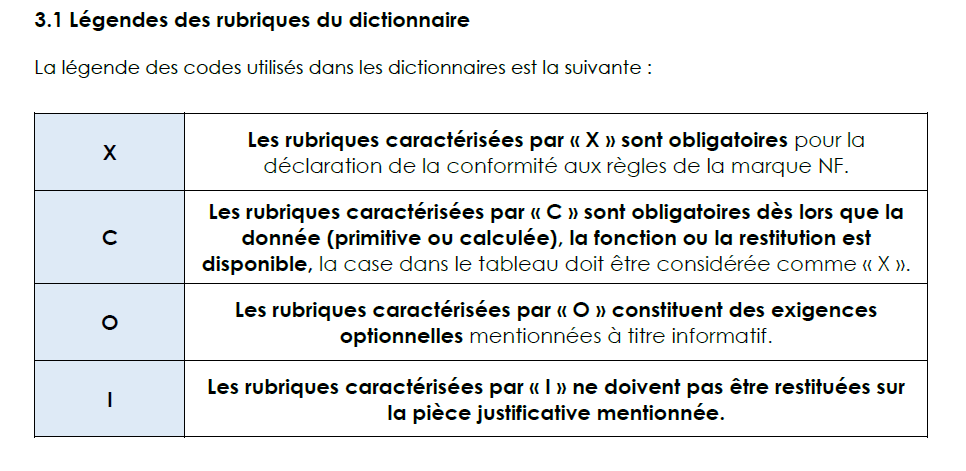 3.1 Légendes des rubriques du dictionnaire
La légende des codes utilisés dans les dictionnaires est la suivante :
X
Les rubriques caractérisées par « X » sont obligatoires pour la
déclaration de la conformité aux règles de la marque NF.
C
Les rubriques caractérisées par « C » sont obligatoires dès lors que la
donnée (primitive ou calculée), la fonction ou la restitution est
disponible, la case dans le tableau doit être considérée comme « X ».
O
Les rubriques caractérisées par « O » constituent des exigences
optionnelles mentionnées à titre informatif.
I
Les rubriques caractérisées par « I » ne doivent pas être restituées sur
la pièce justificative mentionnée.